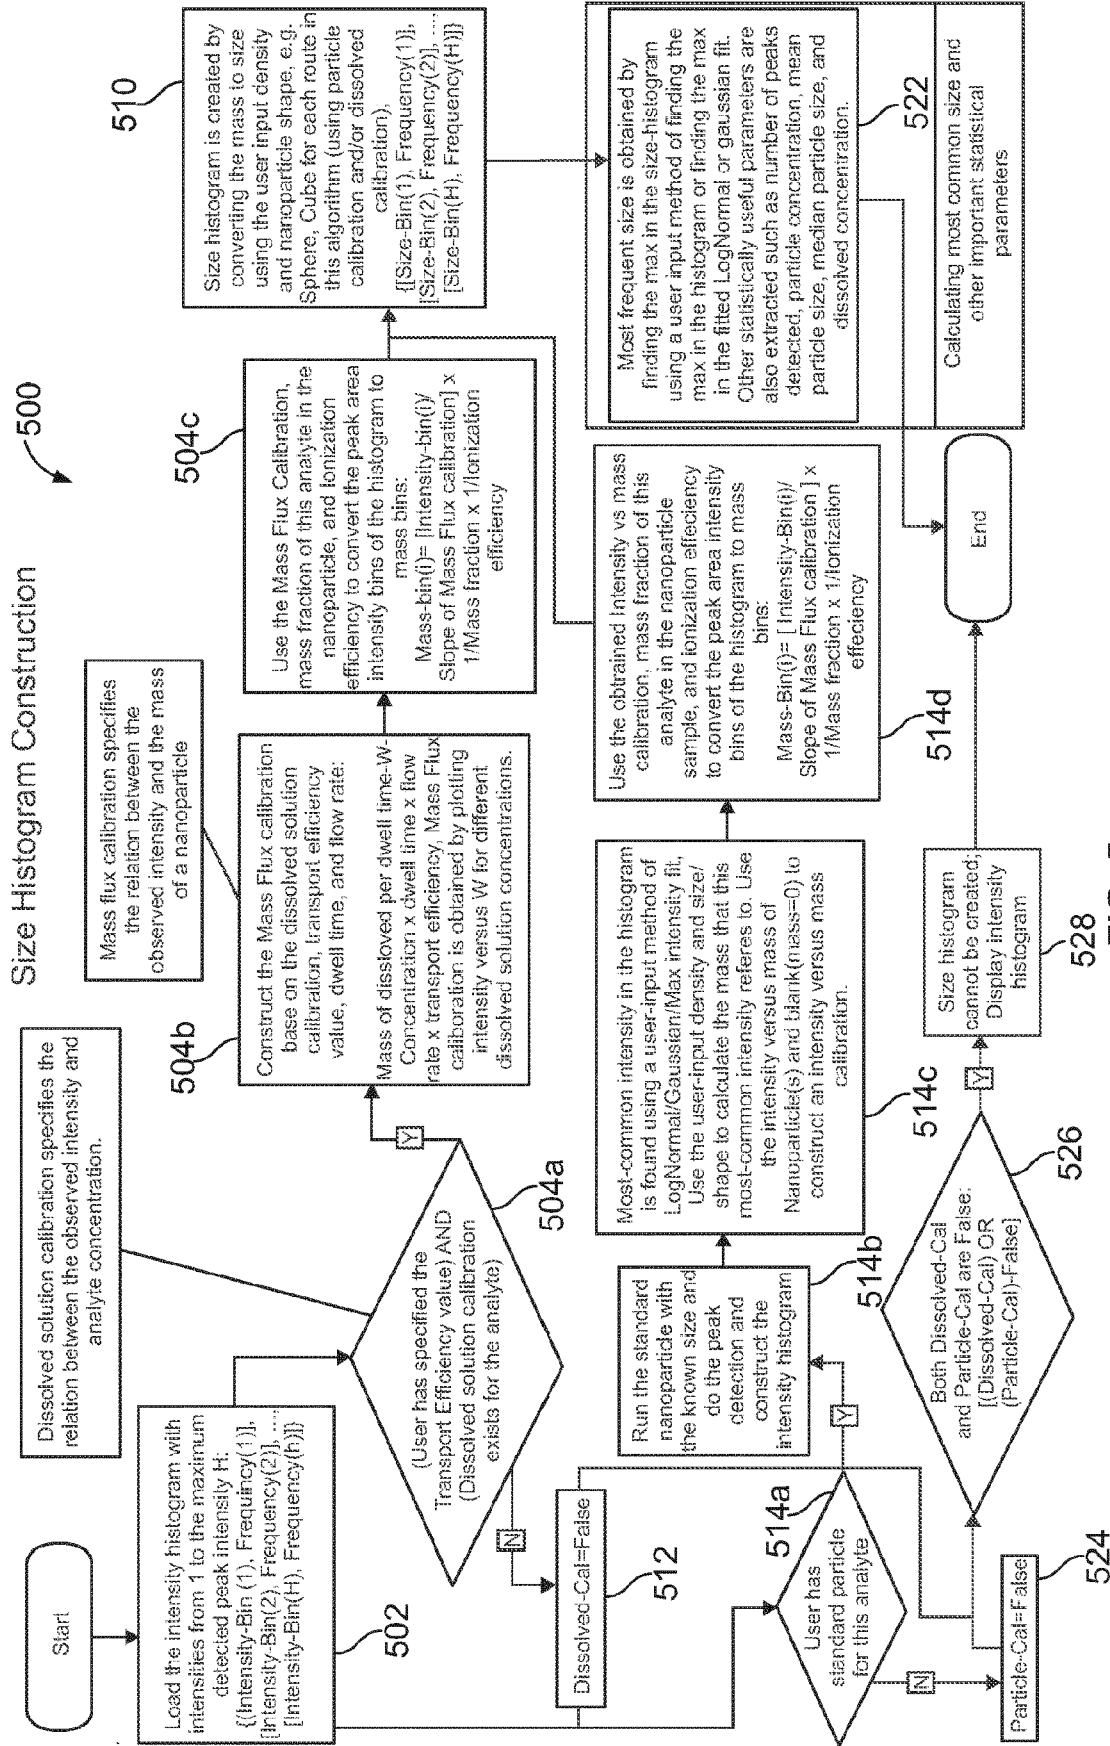 Size Histogram Construction
500
Start
Load the intensity histogram with
intensities from 1 to the maximum
detected peak intensity H:
{(Intensity-Bin (1), Frequincy(1)],
[Intensity-Bin(2), Frequency(2)], ...,
[Intensity-Bin(H), Frequency(h)]}
502
Dissolved solution calibration specifies the
relation between the observed intensity and
analyte concentration.
(User has specified the
Transport Efficiency value) AND
(Dissolved solution calibration
exists for the analyte)
504a
Y
N
Mass flux calibration specifies
the relation between the
observed intensity and the mass
of a nanoparticle
504b
Construct the Mass Flux calibration
base on the dissolved solution
calibration, transport efficiency
value, dwell time, and flow rate:
Mass of dissloved per dwell time-W-
Concentration x dwell time x flow
rate x transport efficiency, Mass Flux
calibration is obtained by plotting
intensity versus W for different
dissolved solution concentrations.
504c
Use the Mass Flux Calibration,
mass fraction of this analyte in the
nanoparticle, and Ionization
efficiency to convert the peak area
intensity bins of the histogram to
mass bins:
Mass-bin(i)= [Intensity-bin(i)/
Slope of Mass Flux calibration] x
1/Mass fraction x 1/Ionization
efficiency
510
Size histogram is created by
converting the mass to size
using the user input density
and nanoparticle shape, e.g.
Sphere, Cube for each route in
this algorithm (using particle
calibration and/or dissolved
calibration),
{[Size-Bin(1), Frequency(1)],
[Size-Bin(2), Frequency(2)], ...,
[Size-Bin(H), Frequency(H)]}
Dissolved-Cal=False
512
User has
standard particle
for this analyte
514a
Y
N
Run the standard
nanoparticle with
the known size and
do the peak
detection and
construct the
intensity histogram
514b
Most-common intensity in the histogram
is found using a user-input method of
LogNormal/Gaussian/Max intensity fit,
Use the user-input density and size/
shape to calculate the mass that this
most-common intensity referes to. Use
the intensity versus mass of
Nanoparticle(s) and blank(mass=0) to
construct an intensity versus mass
calibration.
514c
Use the obtrained Intensity vs mass
calibration, mass fraction of this
analyte in the nanoparticle
sample, and ionization effeciency
to convert the peak area intensity
bins of the histogram to mass
bins:
Mass-Bin(i)= [ Intensity-Bin(i)/
Slope of Mass Flux calibration ] x
1/Mass fraction x 1/Ionization
effeciency
514d
Most frequent size is obtained by
finding the max in the size-histogram
using a user input method of finding the
max in the histogram or finding the max
in the fitted LogNormal or gaussian fit.
Other statistically useful parameters are
also extracted such as number of peaks
detected, particle concentration, mean
particle size, median particle size, and
dissolved concentration.
522
Calculating most common size and
other important statistical
parameters
Particle-Cal=False
524
Both Dissolved-Cal
and Particle-Cal are False:
[(Dissolved-Cal) OR
(Particle-Cal)-False]
526
Y
Size histogram
cannot be created;
Display intensity
histogram
528
End